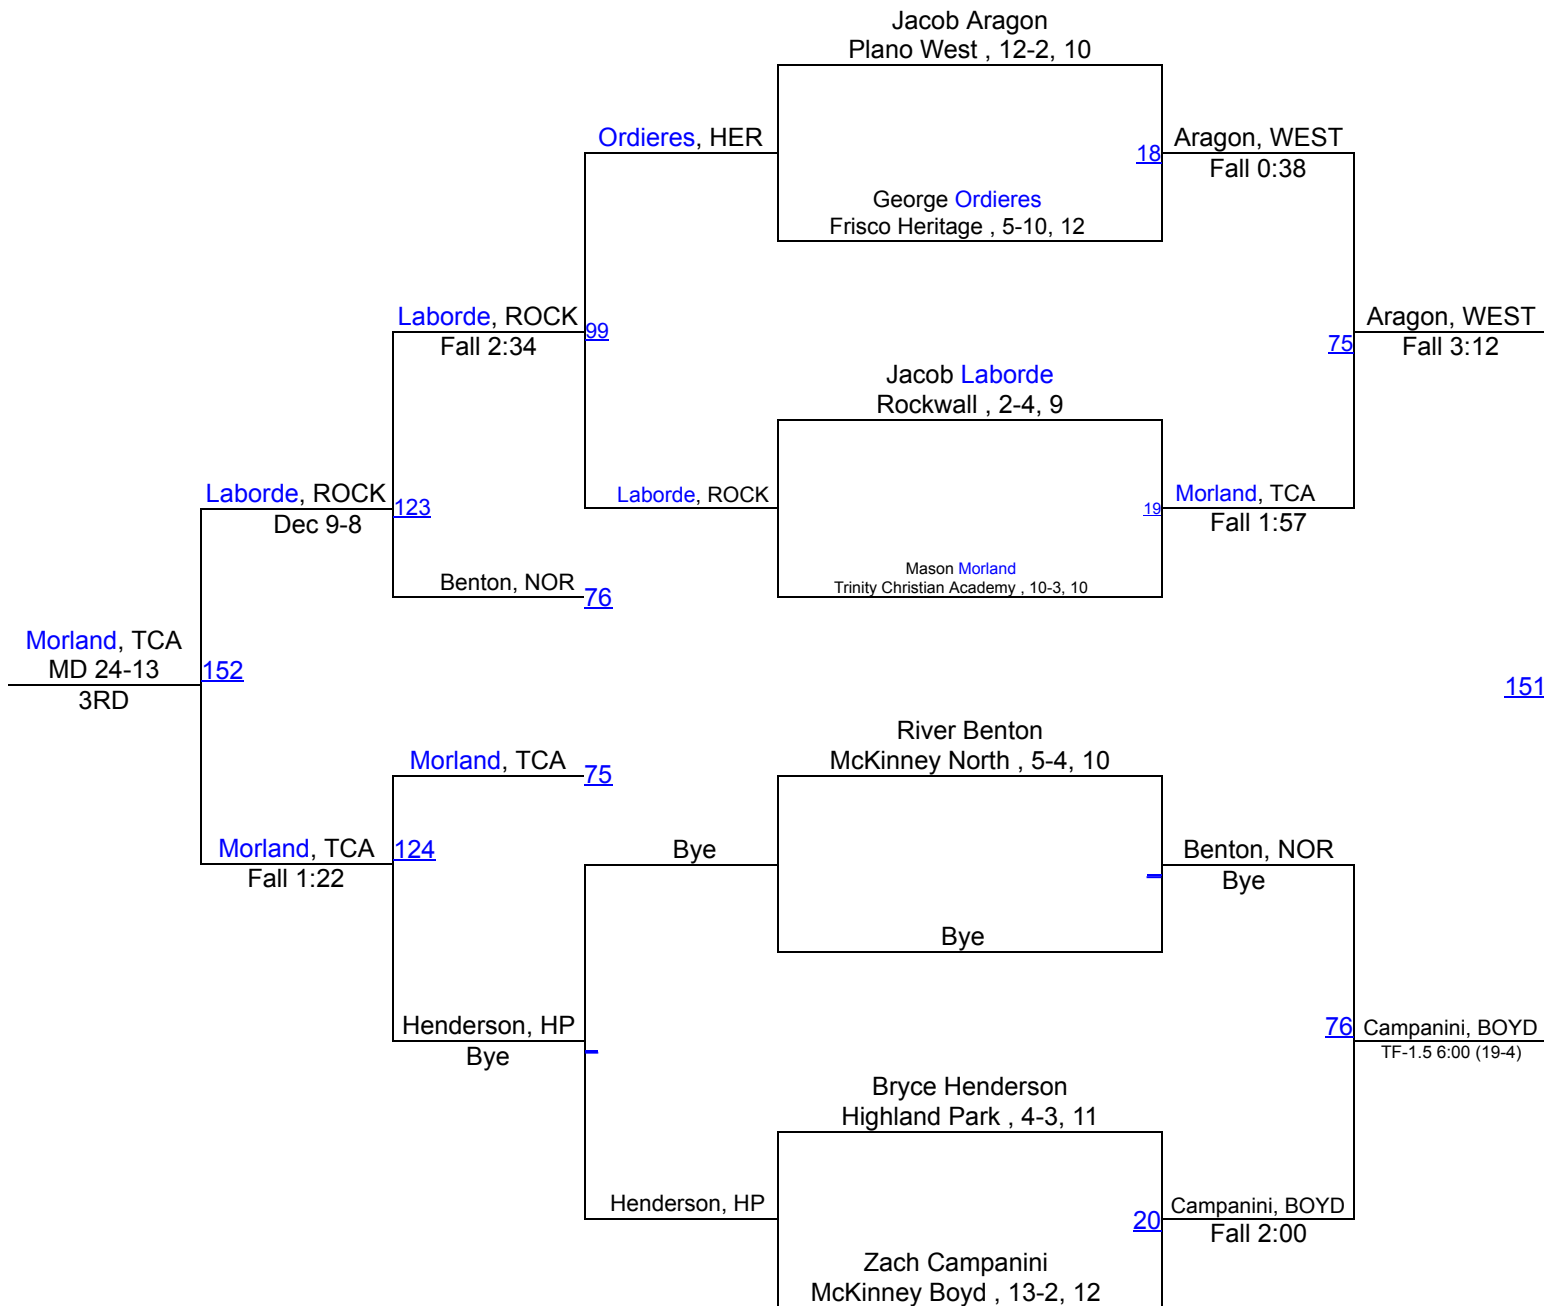 Jacob Aragon
Plano West , 12-2, 10
Ordieres, HER
18
Aragon, WEST
Fall 0:38
George Ordieres
Frisco Heritage , 5-10, 12
Laborde, ROCK
Fall 2:34
99
75
Aragon, WEST
Fall 3:12
Jacob Laborde
Rockwall , 2-4, 9
Laborde, ROCK
Dec 9-8
123
Laborde, ROCK
19
Morland, TCA
Fall 1:57
Mason Morland
Trinity Christian Academy , 10-3, 10
Benton, NOR
76
Morland, TCA
MD 24-13
3RD
152
151
River Benton
McKinney North , 5-4, 10
Morland, TCA
75
Morland, TCA
Fall 1:22
124
Bye
Benton, NOR
Bye
Bye
Henderson, HP
Bye
76
Campanini, BOYD
TF-1.5 6:00 (19-4)
Bryce Henderson
Highland Park , 4-3, 11
Henderson, HP
20
Campanini, BOYD
Fall 2:00
Zach Campanini
McKinney Boyd , 13-2, 12